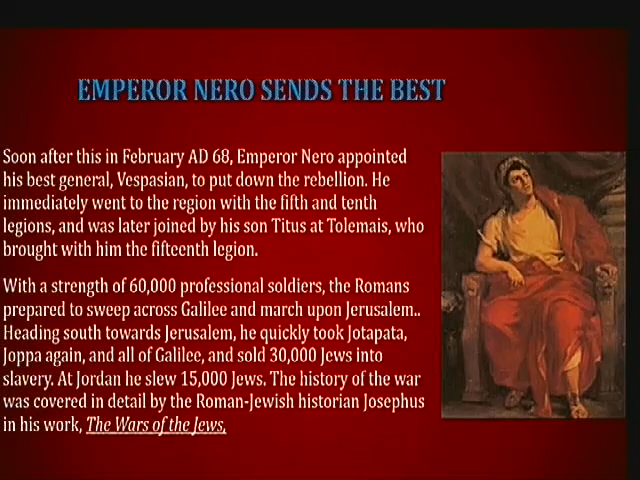 EMPEROR NERO SENDS THE BEST
Soon after this in February AD 68, Emperor Nero appointed
his best general, Vespasian, to put down the rebellion. He
immediately went to the region with the fifth and tenth
legions, and was later joined by his son Titus at Tolemais, who
brought with him the fifteenth legion.
With a strength of 60,000 professional soldiers, the Romans
prepared to sweep across Galilee and march upon Jerusalem..
Heading south towards Jerusalem, he quickly took Jotapata,
Joppa again, and all of Galilee, and sold 30,000 Jews into
slavery. At Jordan he slew 15,000 Jews. The history of the war
was covered in detail by the Roman-Jewish historian Josephus
in his work, The Wars of the Jews,